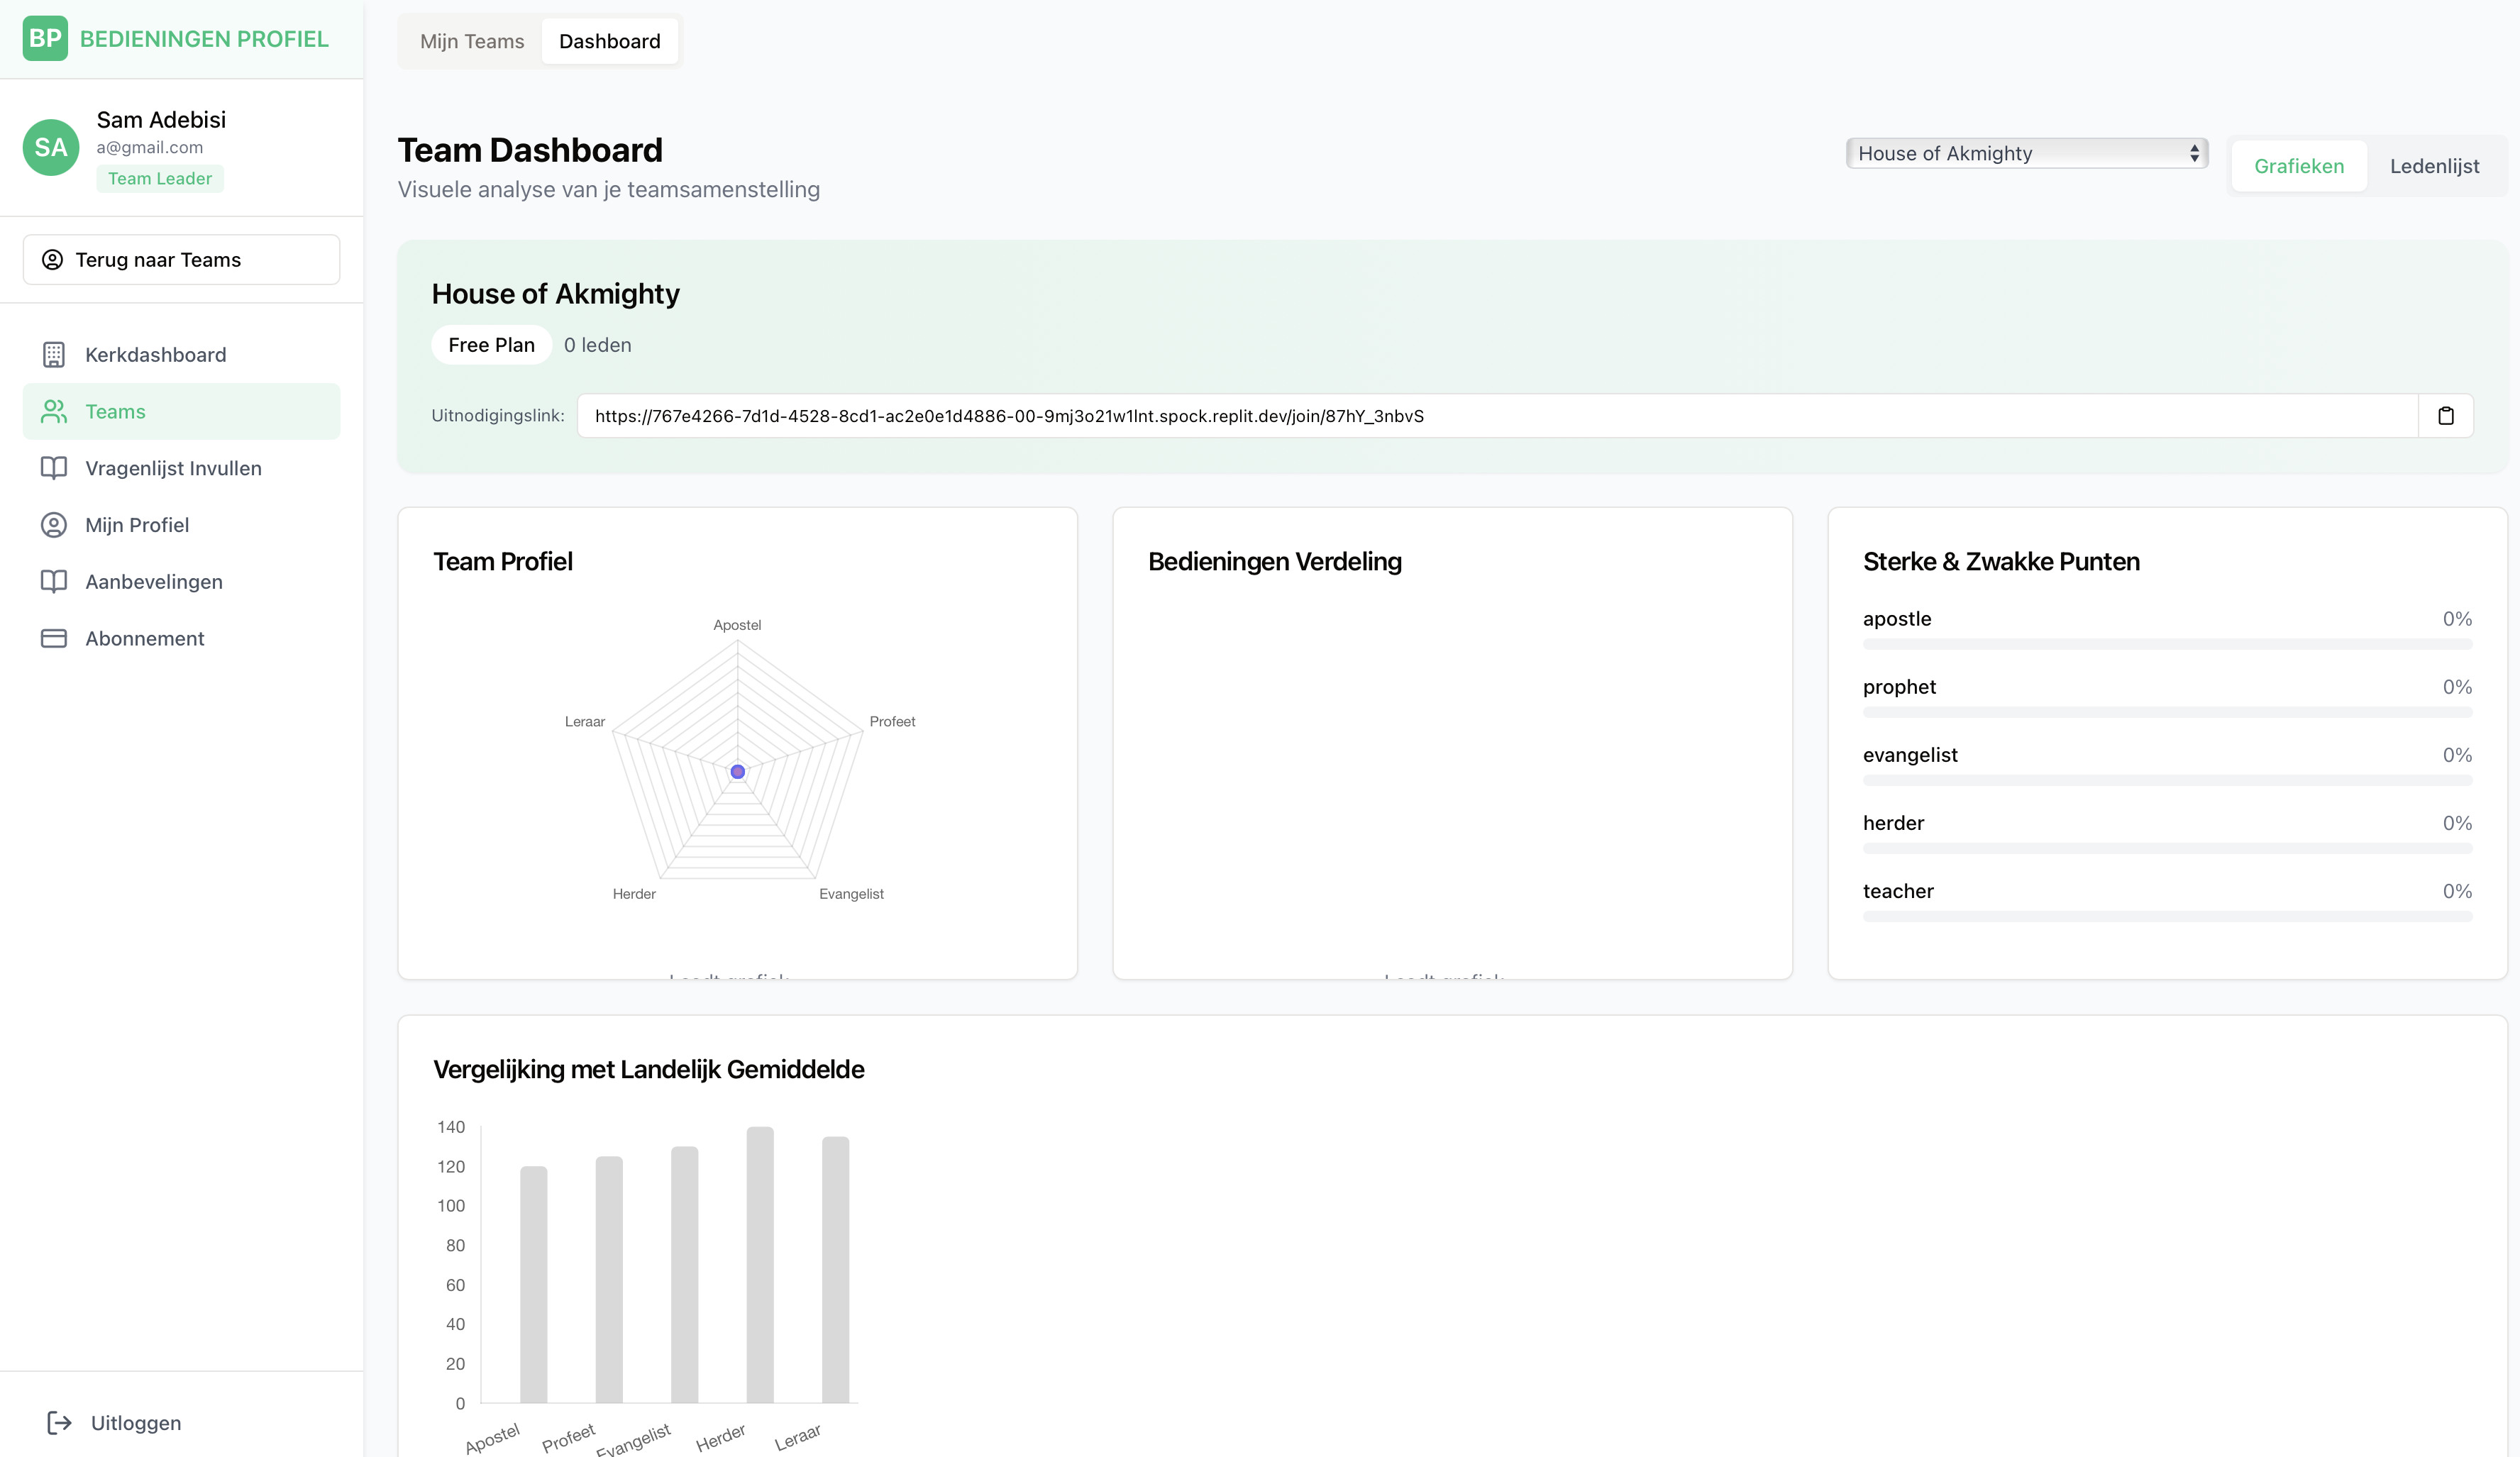 BP BEDIENINGEN PROFIEL
SA
Sam Adebisi
a@gmail.com
Team Leader
Terug naar Teams
Kerkdashboard
Teams
Vragenlijst Invullen
Mijn Profiel
Aanbevelingen
Abonnement
Uitloggen
Mijn Teams
Dashboard
Team Dashboard
Visuele analyse van je teamsamenstelling
House of Akmighty
Grafieken
Ledenlijst
House of Akmighty
Free Plan
0 leden
Uitnodigingslink:
https://767e4266-7d1d-4528-8cd1-ac2e0e1d4886-00-9mj3o21w1lnt.spock.replit.dev/join/87hY_3nbvS
Team Profiel
Apostel
Leraar
Profeet
Herder
Evangelist
Bedieningen Verdeling
Sterke & Zwakke Punten
apostle 0%
prophet 0%
evangelist 0%
herder 0%
teacher 0%
Vergelijking met Landelijk Gemiddelde
140
120
100
80
60
40
20
0
Apostel
Profeet
Evangelist
Herder
Leraar